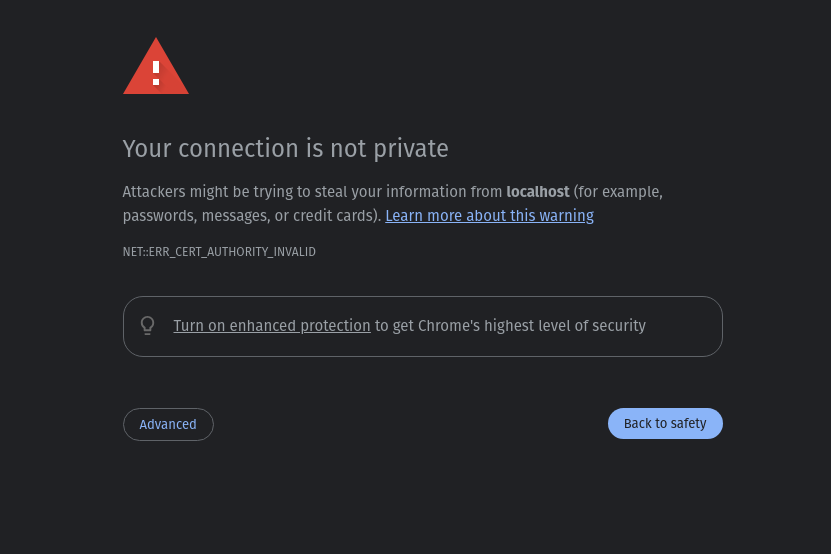 Your connection is not private
Attackers might be trying to steal your information from localhost (for example,
passwords, messages, or credit cards). Learn more about this warning
NET::ERR_CERT_AUTHORITY_INVALID
Turn on enhanced protection to get Chrome's highest level of security
Advanced
Back to safety